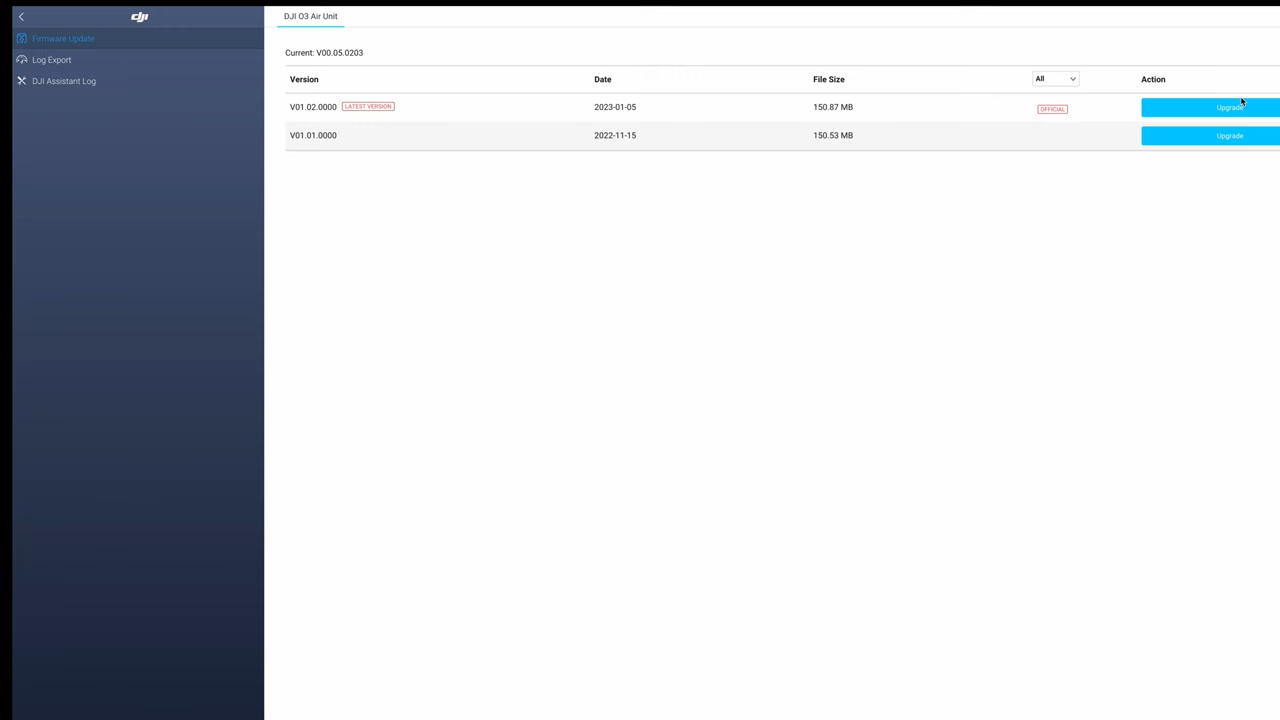 dji
Firmware Update
Log Export
DJI Assistant Log
DJI O3 Air Unit
Current: V00.05.0203
Version Date File Size All Action
V01.02.0000 LATEST VERSION 2023-01-05 150.87 MB OFFICIAL Upgrade
V01.01.0000 2022-11-15 150.53 MB Upgrade